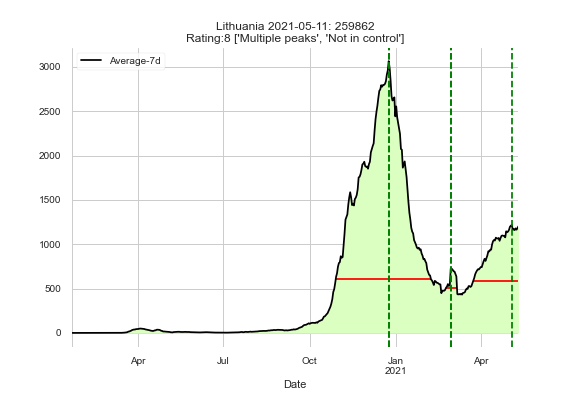 Lithuania 2021-05-11: 259862
Rating:8 ['Multiple peaks', 'Not in control']
Average-7d
3000
2500
2000
1500
1000
500
0
Apr
Jul
Oct
Jan
2021
Apr
Date